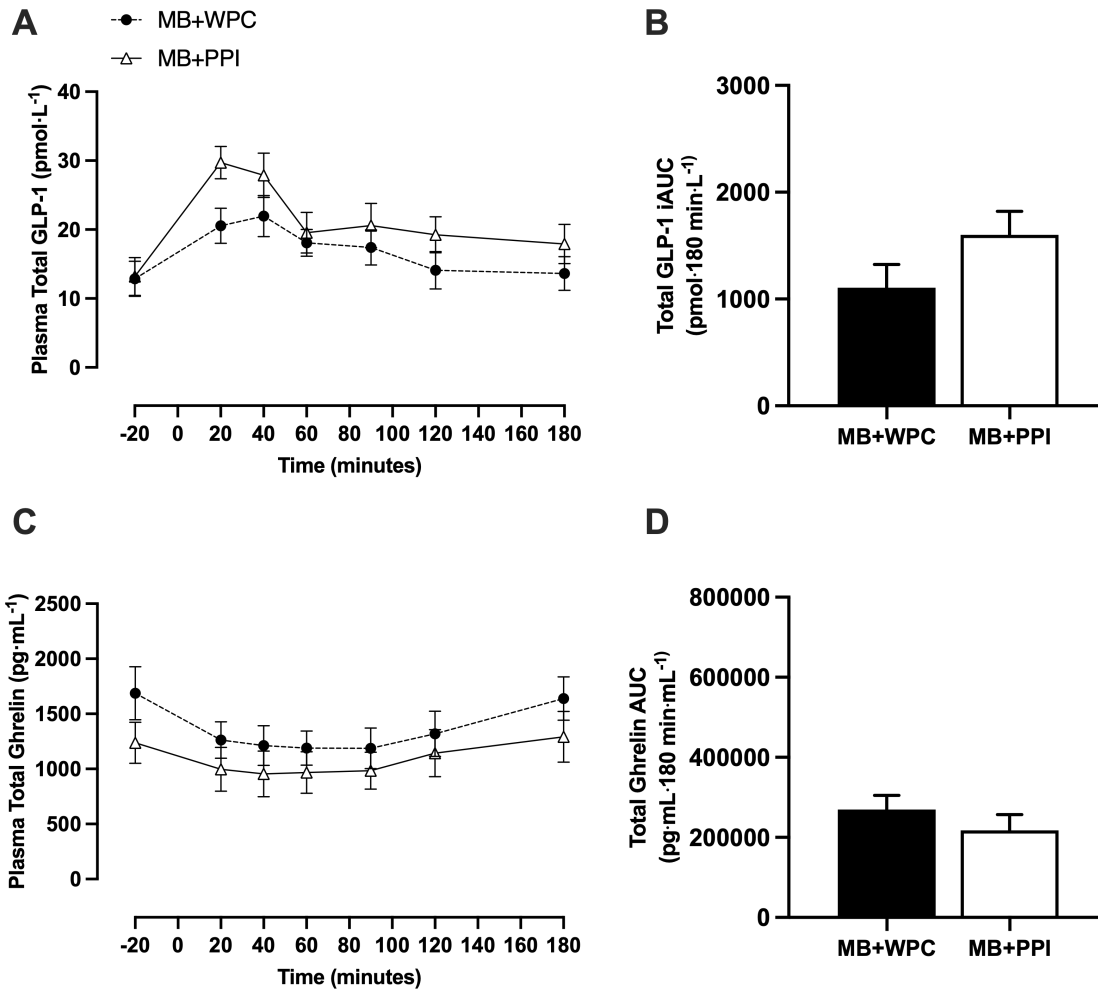 A
MB+WPC
MB+PPI
Plasma Total GLP-1 (pmol·L⁻¹)
40
30
20
10
0
-20 0 20 40 60 80 100 120 140 160 180
Time (minutes)
B
Total GLP-1 iAUC
(pmol·180 min·L⁻¹)
3000
2000
1000
0
MB+WPC MB+PPI
C
Plasma Total Ghrelin (pg·mL⁻¹)
2500
2000
1500
1000
500
0
-20 0 20 40 60 80 100 120 140 160 180
Time (minutes)
D
Total Ghrelin AUC
(pg·mL·180 min·mL⁻¹)
800000
600000
400000
200000
0
MB+WPC MB+PPI